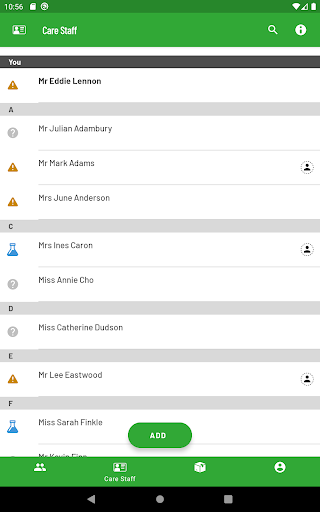 10:56
Care Staff
You
Mr Eddie Lennon
A
Mr Julian Adambury
Mr Mark Adams
Mrs June Anderson
C
Mrs Ines Caron
Miss Annie Cho
D
Miss Catherine Dudson
E
Mr Lee Eastwood
F
Miss Sarah Finkle
Mr Kevin Finn
ADD
Care Staff